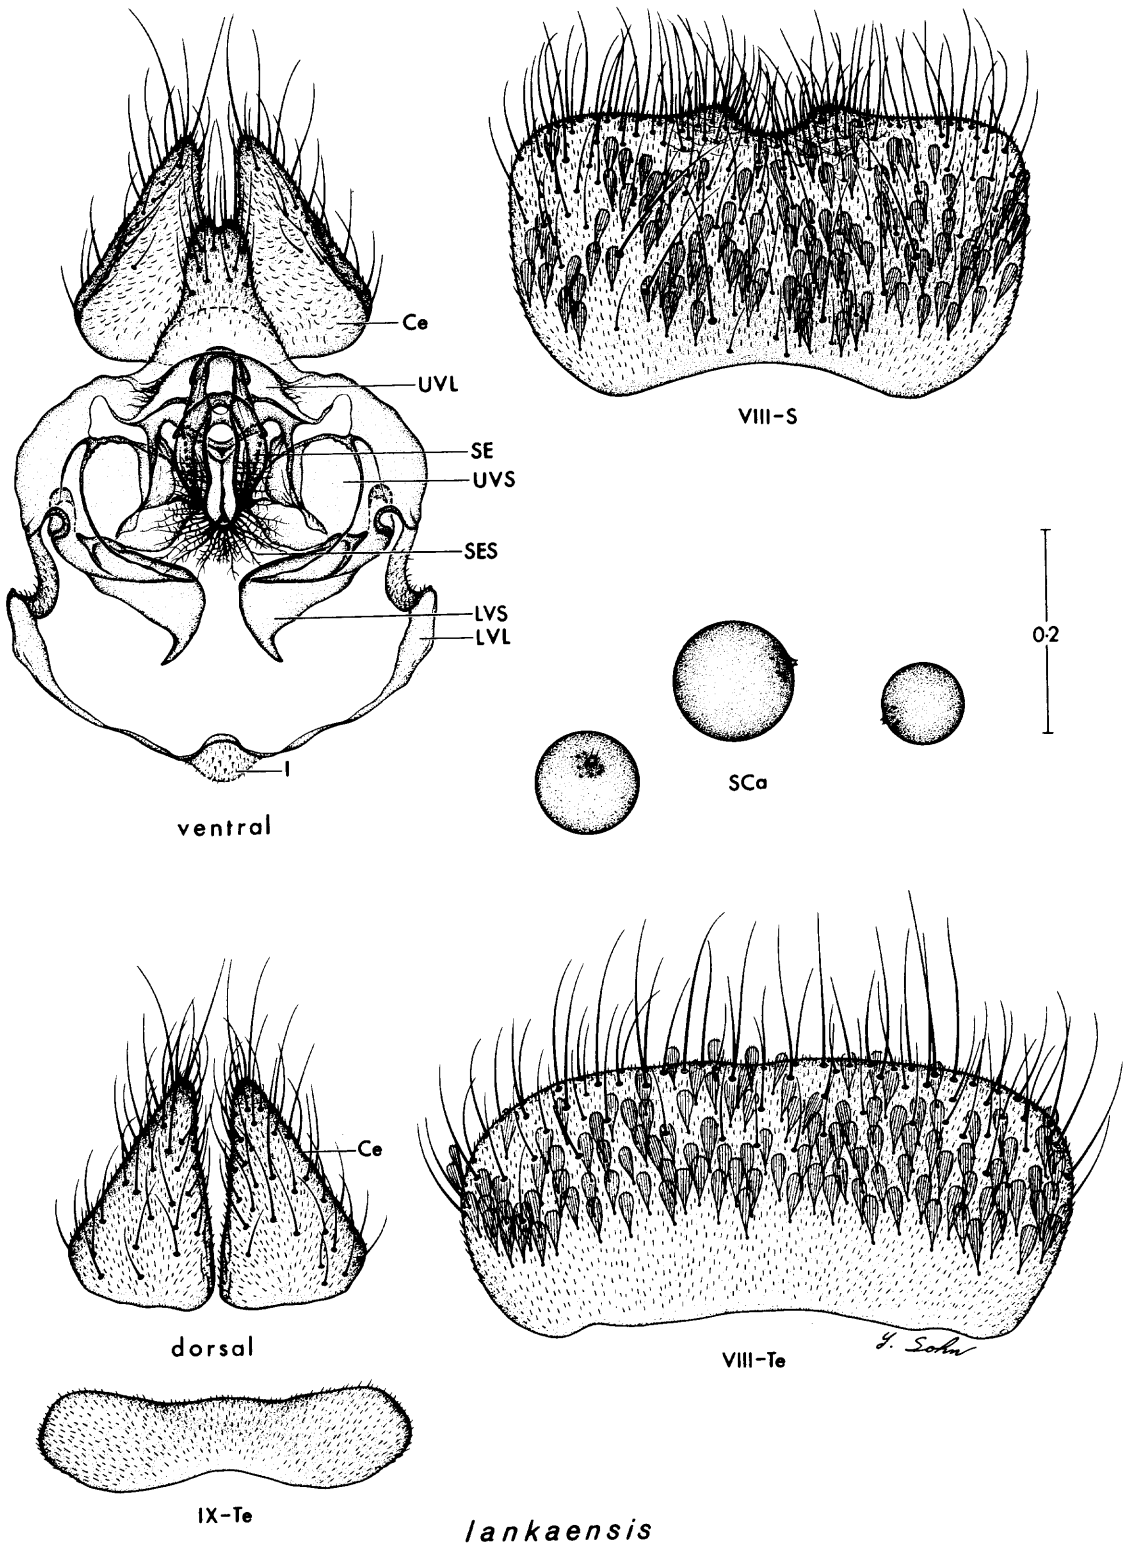 Ce
UVL
SE
UVS
SES
LVS
LVL
I
ventral
VIII-S
0·2
SCa
Ce
dorsal
VIII-Te
Y. Sohn
IX-Te
lankaensis